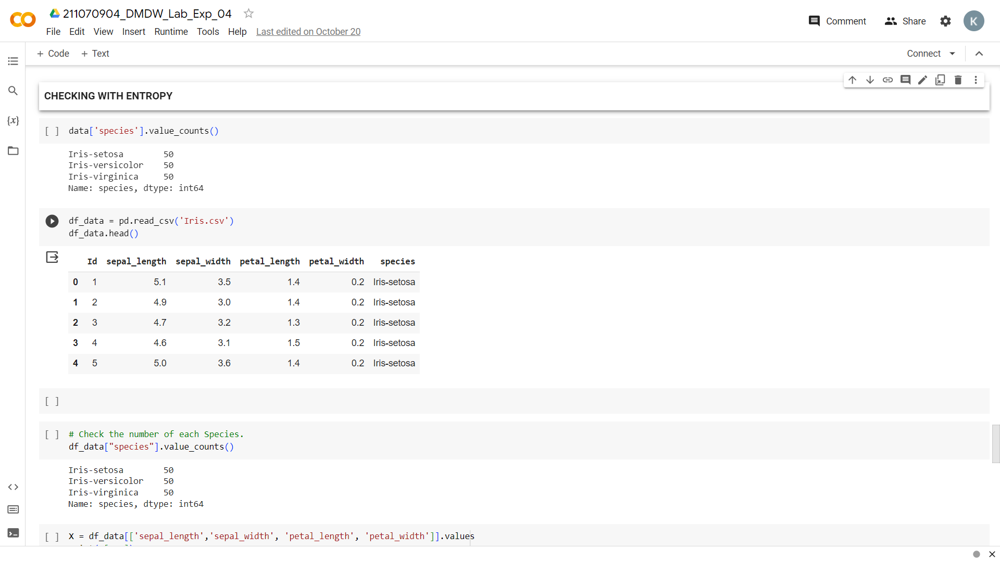 211070904_DMDW_Lab_Exp_04
File Edit View Insert Runtime Tools Help Last edited on October 20
Comment Share K
+ Code + Text
Connect
CHECKING WITH ENTROPY
{x}
[ ] data['species'].value_counts()
Iris-setosa 50
Iris-versicolor 50
Iris-virginica 50
Name: species, dtype: int64
df_data = pd.read_csv('Iris.csv')
df_data.head()
Id sepal_length sepal_width petal_length petal_width species
0 1 5.1 3.5 1.4 0.2 Iris-setosa
1 2 4.9 3.0 1.4 0.2 Iris-setosa
2 3 4.7 3.2 1.3 0.2 Iris-setosa
3 4 4.6 3.1 1.5 0.2 Iris-setosa
4 5 5.0 3.6 1.4 0.2 Iris-setosa
[ ]
[ ] # Check the number of each Species.
df_data["species"].value_counts()
Iris-setosa 50
Iris-versicolor 50
Iris-virginica 50
Name: species, dtype: int64
[ ] X = df_data[['sepal_length','sepal_width', 'petal_length', 'petal_width']].values